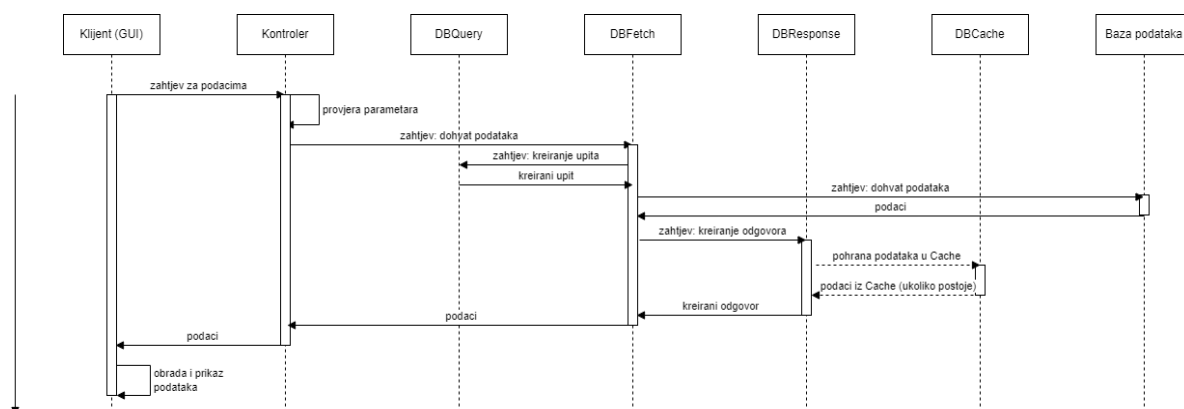 Klijent (GUI)
Kontroler
DBQuery
DBFetch
DBResponse
DBCache
Baza podataka
zahtjev za podacima
provjera parametara
zahtjev: dohvat podataka
zahtjev: kreiranje upita
kreirani upit
zahtjev: dohvat podataka
podaci
zahtjev: kreiranje odgovora
pohrana podataka u Cache
podaci iz Cache (ukoliko postoje)
kreirani odgovor
podaci
podaci
obrada i prikaz
podataka